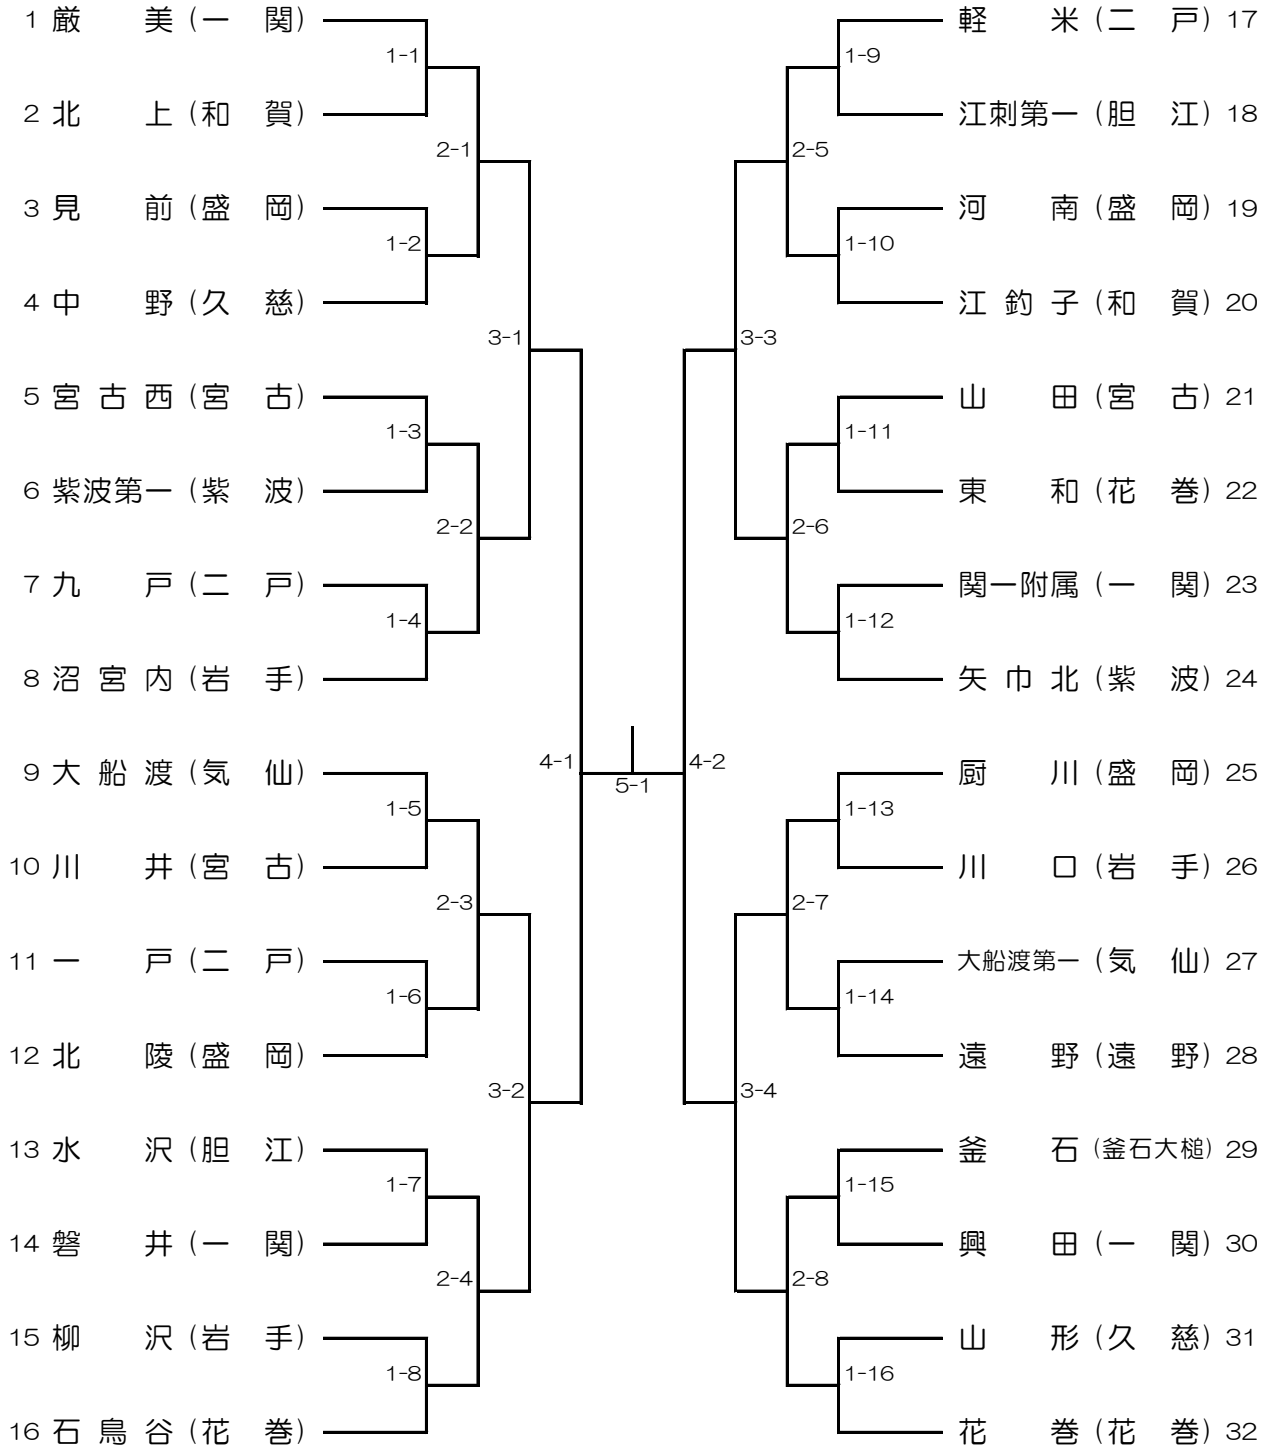 1 厳 美 (一 関)
1-1
2 北 上 (和 賀)
2-1
3 見 前 (盛 岡)
1-2
4 中 野 (久 慈)
3-1
5 宮 古 西 (宮 古)
1-3
6 紫波第一 (紫 波)
2-2
7 九 戸 (二 戸)
1-4
8 沼 宮 内 (岩 手)
4-1
9 大 船 渡 (気 仙)
1-5
10 川 井 (宮 古)
2-3
11 一 戸 (二 戸)
1-6
12 北 陵 (盛 岡)
3-2
13 水 沢 (胆 江)
1-7
14 磐 井 (一 関)
2-4
15 柳 沢 (岩 手)
1-8
16 石 鳥 谷 (花 巻)
5-1
軽 米 (二 戸) 17
1-9
江刺第一 (胆 江) 18
2-5
河 南 (盛 岡) 19
1-10
江 釣 子 (和 賀) 20
3-3
山 田 (宮 古) 21
1-11
東 和 (花 巻) 22
2-6
関一附属 (一 関) 23
1-12
矢 巾 北 (紫 波) 24
4-2
厨 川 (盛 岡) 25
1-13
川 口 (岩 手) 26
2-7
大船渡第一 (気 仙) 27
1-14
遠 野 (遠 野) 28
3-4
釜 石 (釜石大槌) 29
1-15
興 田 (一 関) 30
2-8
山 形 (久 慈) 31
1-16
花 巻 (花 巻) 32